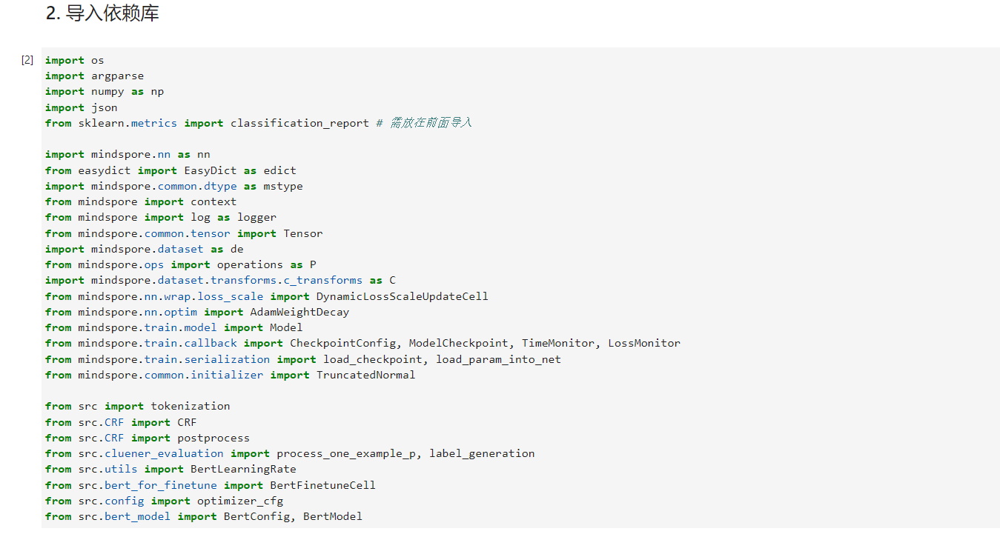 2. 导入依赖库
[2]
import os
import argparse
import numpy as np
import json
from sklearn.metrics import classification_report # 需放在前面导入
import mindspore.nn as nn
from easydict import EasyDict as edict
import mindspore.common.dtype as mstype
from mindspore import context
from mindspore import log as logger
from mindspore.common.tensor import Tensor
import mindspore.dataset as de
from mindspore.ops import operations as P
import mindspore.dataset.transforms.c_transforms as C
from mindspore.nn.wrap.loss_scale import DynamicLossScaleUpdateCell
from mindspore.nn.optim import AdamWeightDecay
from mindspore.train.model import Model
from mindspore.train.callback import CheckpointConfig, ModelCheckpoint, TimeMonitor, LossMonitor
from mindspore.train.serialization import load_checkpoint, load_param_into_net
from mindspore.common.initializer import TruncatedNormal
from src import tokenization
from src.CRF import CRF
from src.CRF import postprocess
from src.cluener_evaluation import process_one_example_p, label_generation
from src.utils import BertLearningRate
from src.bert_for_finetune import BertFinetuneCell
from src.config import optimizer_cfg
from src.bert_model import BertConfig, BertModel